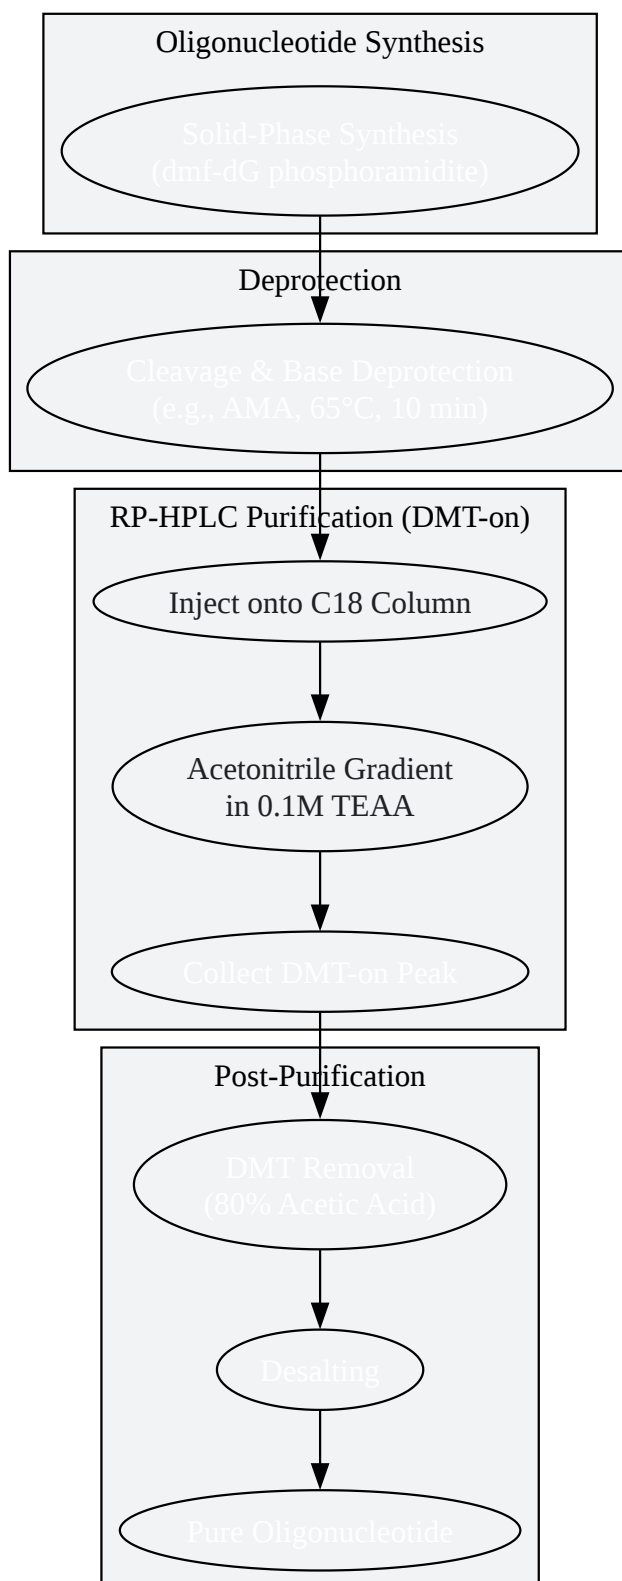 Oligonucleotide Synthesis
Solid-Phase Synthesis
(dmf-dG phosphoramidite)
Deprotection
Cleavage & Base Deprotection
(e.g., AMA, 65°C, 10 min)
RP-HPLC Purification (DMT-on)
Inject onto C18 Column
Acetonitrile Gradient
in 0.1M TEAA
Collect DMT-on Peak
Post-Purification
DMT Removal
(80% Acetic Acid)
Desalting
Pure Oligonucleotide